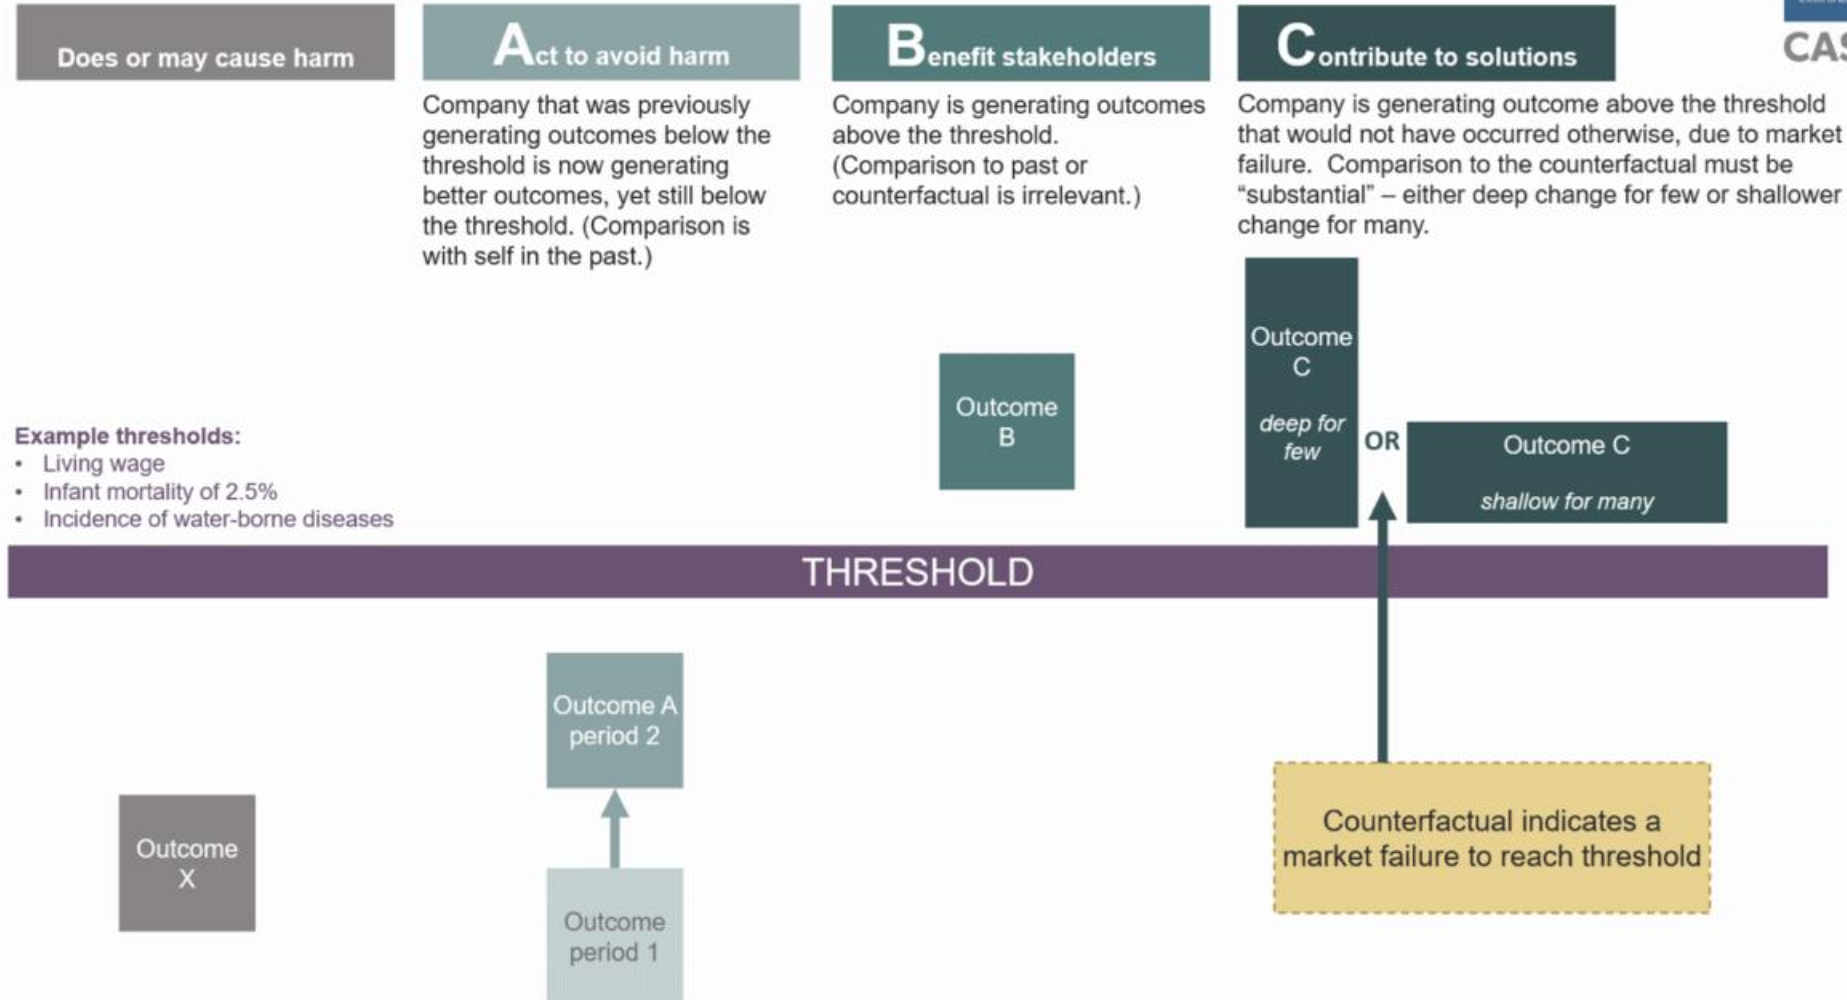 Does or may cause harm
Act to avoid harm
Company that was previously
generating outcomes below the
threshold is now generating
better outcomes, yet still below
the threshold. (Comparison is
with self in the past.)
Benefit stakeholders
Company is generating outcomes
above the threshold.
(Comparison to past or
counterfactual is irrelevant.)
Contribute to solutions
Company is generating outcome above the threshold
that would not have occurred otherwise, due to market
failure. Comparison to the counterfactual must be
“substantial” – either deep change for few or shallower
change for many.
CAS
Example thresholds:
• Living wage
• Infant mortality of 2.5%
• Incidence of water-borne diseases
Outcome
B
Outcome
C
deep for
few
OR
Outcome C
shallow for many
THRESHOLD
Outcome
X
Outcome A
period 2
Outcome
period 1
Counterfactual indicates a
market failure to reach threshold